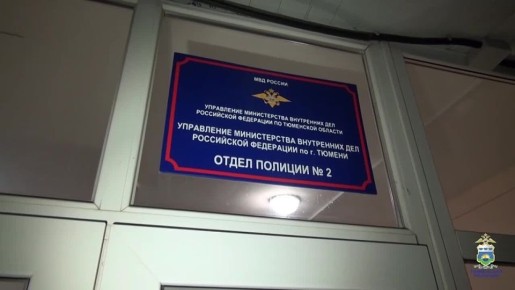 МВД РОССИИ
УПРАВЛЕНИЕ МИНИСТЕРСТВА ВНУТРЕННИХ ДЕЛ
РОССИЙСКОЙ ФЕДЕРАЦИИ ПО ТЮМЕНСКОЙ ОБЛАСТИ
УПРАВЛЕНИЕ МИНИСТЕРСТВА ВНУТРЕННИХ ДЕЛ
РОССИЙСКОЙ ФЕДЕРАЦИИ по г. ТЮМЕНИ
ОТДЕЛ ПОЛИЦИИ № 2